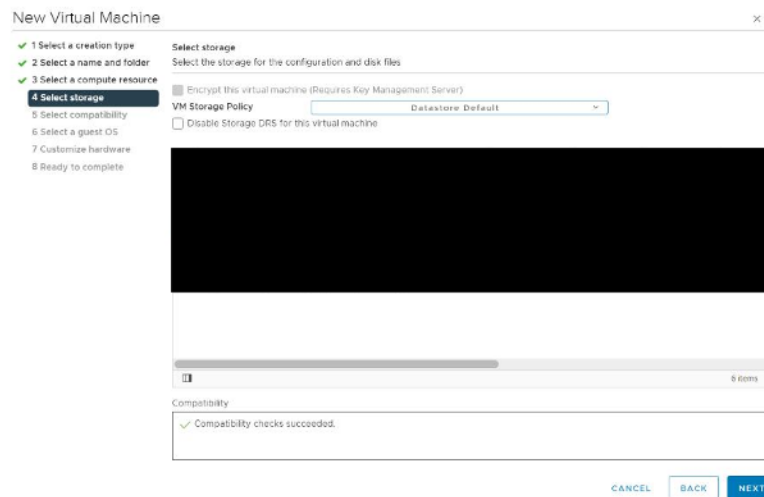 New Virtual Machine
1 Select a creation type
2 Select a name and folder
3 Select a compute resource
4 Select storage
5 Select compatibility
6 Select a guest OS
7 Customize hardware
8 Ready to complete
Select storage
Select the storage for the configuration and disk files
Encrypt this virtual machine (Requires Key Management Server)
VM Storage Policy Datastore Default
Disable Storage DRS for this virtual machine
6 items
Compatibility
Compatibility checks succeeded.
CANCEL BACK NEXT